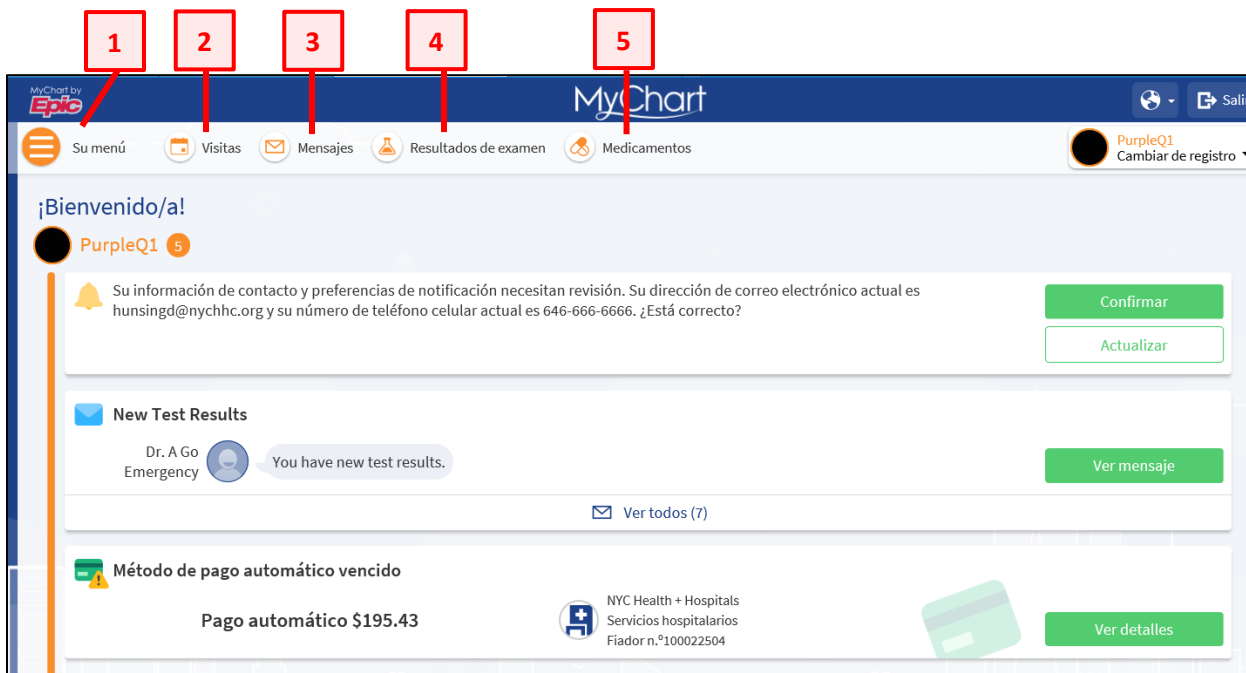 1 2 3 4 5
MyChart by
Epic
MyChart
Su menú Visitas Mensajes Resultados de examen Medicamentos
PurpleQ1
Cambiar de registro
¡Bienvenido/a!
PurpleQ1 5
Su información de contacto y preferencias de notificación necesitan revisión. Su dirección de correo electrónico actual es
hunsingd@nychhc.org y su número de teléfono celular actual es 646-666-6666. ¿Está correcto?
Confirmar
Actualizar
New Test Results
Dr. A Go
Emergency
You have new test results.
Ver mensaje
Ver todos (7)
Método de pago automático vencido
Pago automático $195.43
NYC Health + Hospitals
Servicios hospitalarios
Fiador n.º100022504
Ver detalles